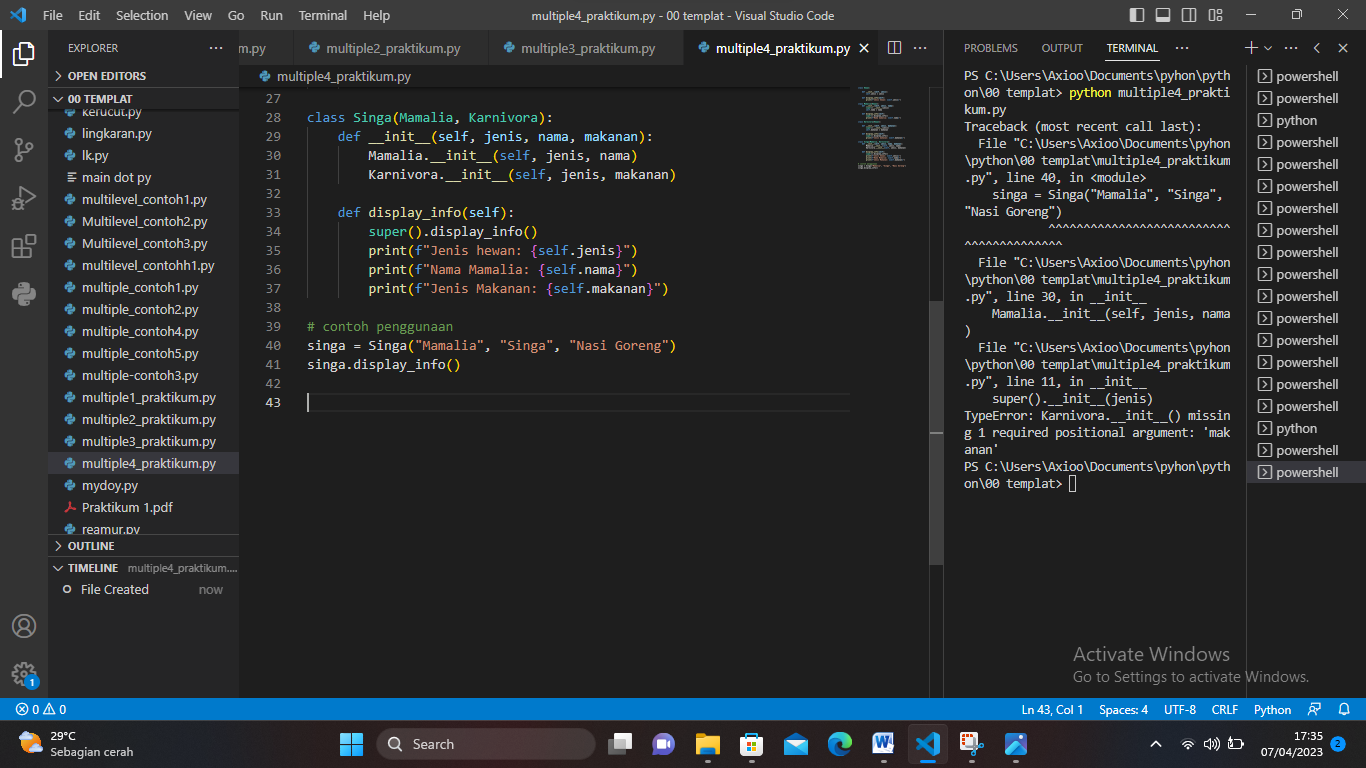 File Edit Selection View Go Run Terminal Help
multiple4_praktikum.py - 00 templat - Visual Studio Code
EXPLORER
OPEN EDITORS
00 TEMPLAT
kerucut.py
lingkaran.py
lk.py
main dot py
multilevel_contoh1.py
Multilevel_contoh2.py
Multilevel_contoh3.py
multilevel_contohh1.py
multiple_contoh1.py
multiple_contoh2.py
multiple_contoh4.py
multiple_contoh5.py
multiple-contoh3.py
multiple1_praktikum.py
multiple2_praktikum.py
multiple3_praktikum.py
multiple4_praktikum.py
mydoy.py
Praktikum 1.pdf
reamur.py
OUTLINE
TIMELINE multiple4_praktikum....
File Created now
1
m.py multiple2_praktikum.py multiple3_praktikum.py multiple4_praktikum.py
multiple4_praktikum.py
27
28 class Singa(Mamalia, Karnivora):
29 def __init__(self, jenis, nama, makanan):
30 Mamalia.__init__(self, jenis, nama)
31 Karnivora.__init__(self, jenis, makanan)
32
33 def display_info(self):
34 super().display_info()
35 print(f"Jenis hewan: {self.jenis}")
36 print(f"Nama Mamalia: {self.nama}")
37 print(f"Jenis Makanan: {self.makanan}")
38
39 # contoh penggunaan
40 singa = Singa("Mamalia", "Singa", "Nasi Goreng")
41 singa.display_info()
42
43
PROBLEMS OUTPUT TERMINAL
PS C:\Users\Axioo\Documents\pyhon\pyth
on\00 templat> python multiple4_prakti
kum.py
Traceback (most recent call last):
File "C:\Users\Axioo\Documents\pyhon
\python\00 templat\multiple4_praktikum
.py", line 40, in <module>
singa = Singa("Mamalia", "Singa",
"Nasi Goreng")
^^^^^^^^^^^^^^^^^^^^^^^^^^
^^^^^^^^^^^^^^
File "C:\Users\Axioo\Documents\pyhon
\python\00 templat\multiple4_praktikum
.py", line 30, in __init__
Mamalia.__init__(self, jenis, nama
)
File "C:\Users\Axioo\Documents\pyhon
\python\00 templat\multiple4_praktikum
.py", line 11, in __init__
super().__init__(jenis)
TypeError: Karnivora.__init__() missin
g 1 required positional argument: 'mak
anan'
PS C:\Users\Axioo\Documents\pyhon\pyth
on\00 templat>
powershell
powershell
python
powershell
powershell
powershell
powershell
powershell
powershell
powershell
powershell
powershell
powershell
powershell
powershell
powershell
python
powershell
powershell
Activate Windows
Go to Settings to activate Windows.
0 0
Ln 43, Col 1 Spaces: 4 UTF-8 CRLF Python
29°C
Sebagian cerah
Search
17:35
07/04/2023
2